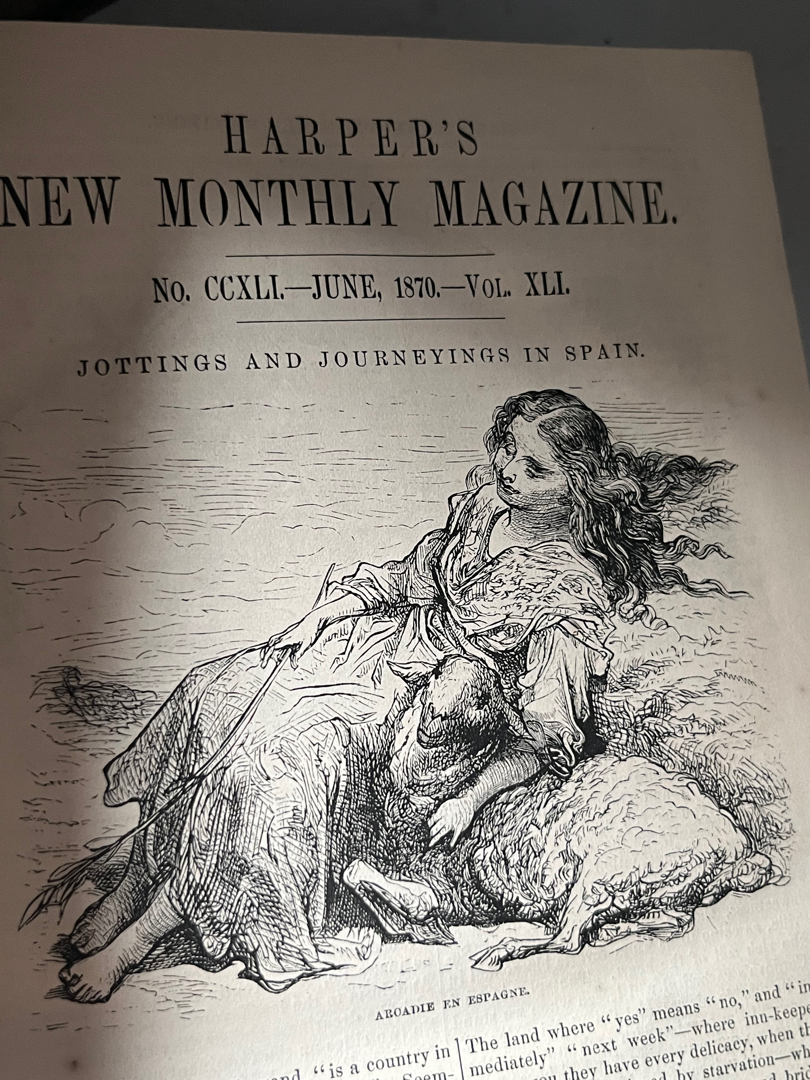 HARPER'S
NEW MONTHLY MAGAZINE.
No. CCXLI.—JUNE, 1870.—Vol. XLI.
JOTTINGS AND JOURNEYINGS IN SPAIN.
ARCADIE EN ESPAGNE.
"is a country in
The land where "yes" means "no," and "in
mediately" "next week"—where inn-keepe
they have every delicacy, when th
by starvation—wh